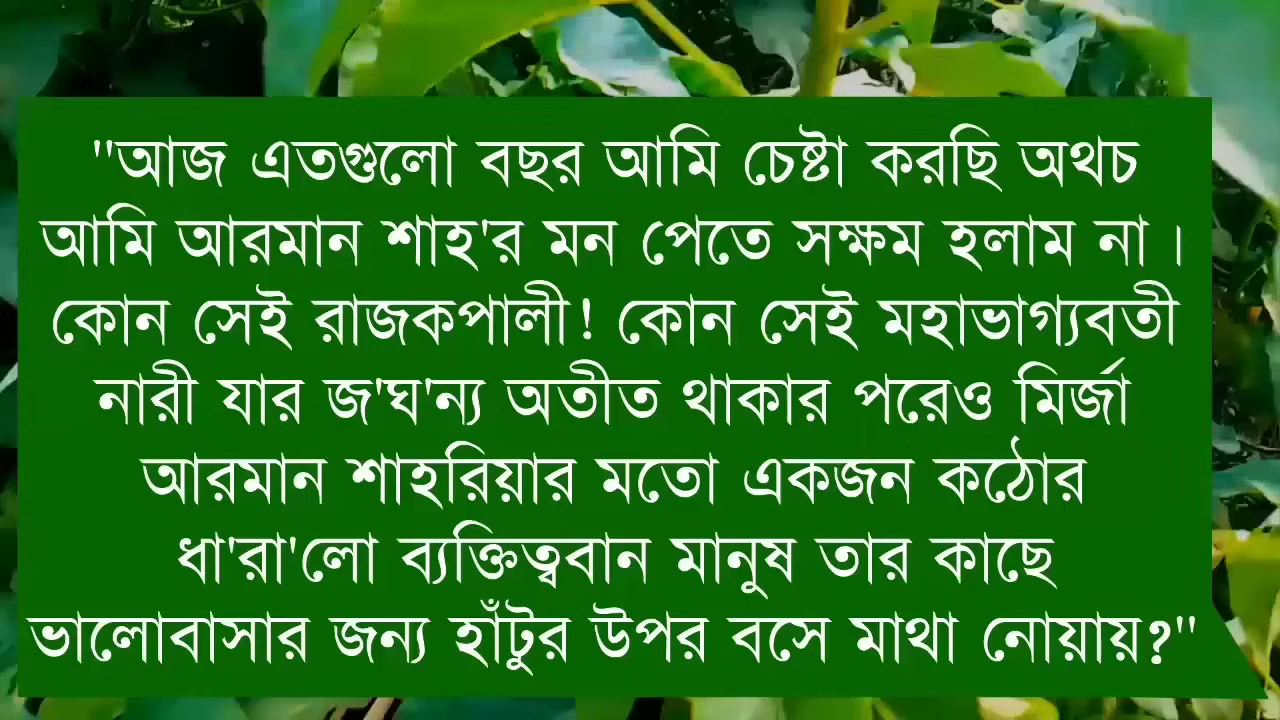 "আজ এতগুলো বছর আমি চেষ্টা করছি অথচ
আমি আরমান শাহ'র মন পেতে সক্ষম হলাম না।
কোন সেই রাজকপালী! কোন সেই মহাভাগ্যবতী
নারী যার জ'ঘ'ন্য অতীত থাকার পরেও মির্জা
আরমান শাহরিয়ার মতো একজন কঠোর
ধা'রা'লো ব্যক্তিত্ববান মানুষ তার কাছে
ভালোবাসার জন্য হাঁটুর উপর বসে মাথা নোয়ায়?"